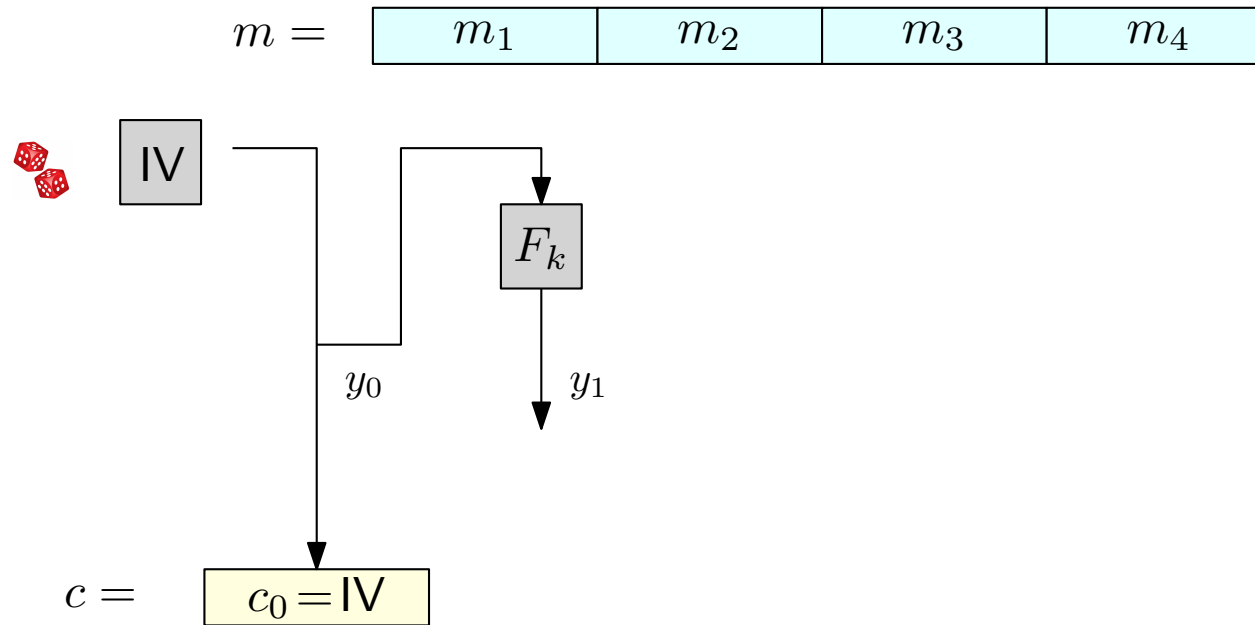 m = m₁ m₂ m₃ m₄
IV
Fₖ
y₀ y₁
c = c₀ = IV